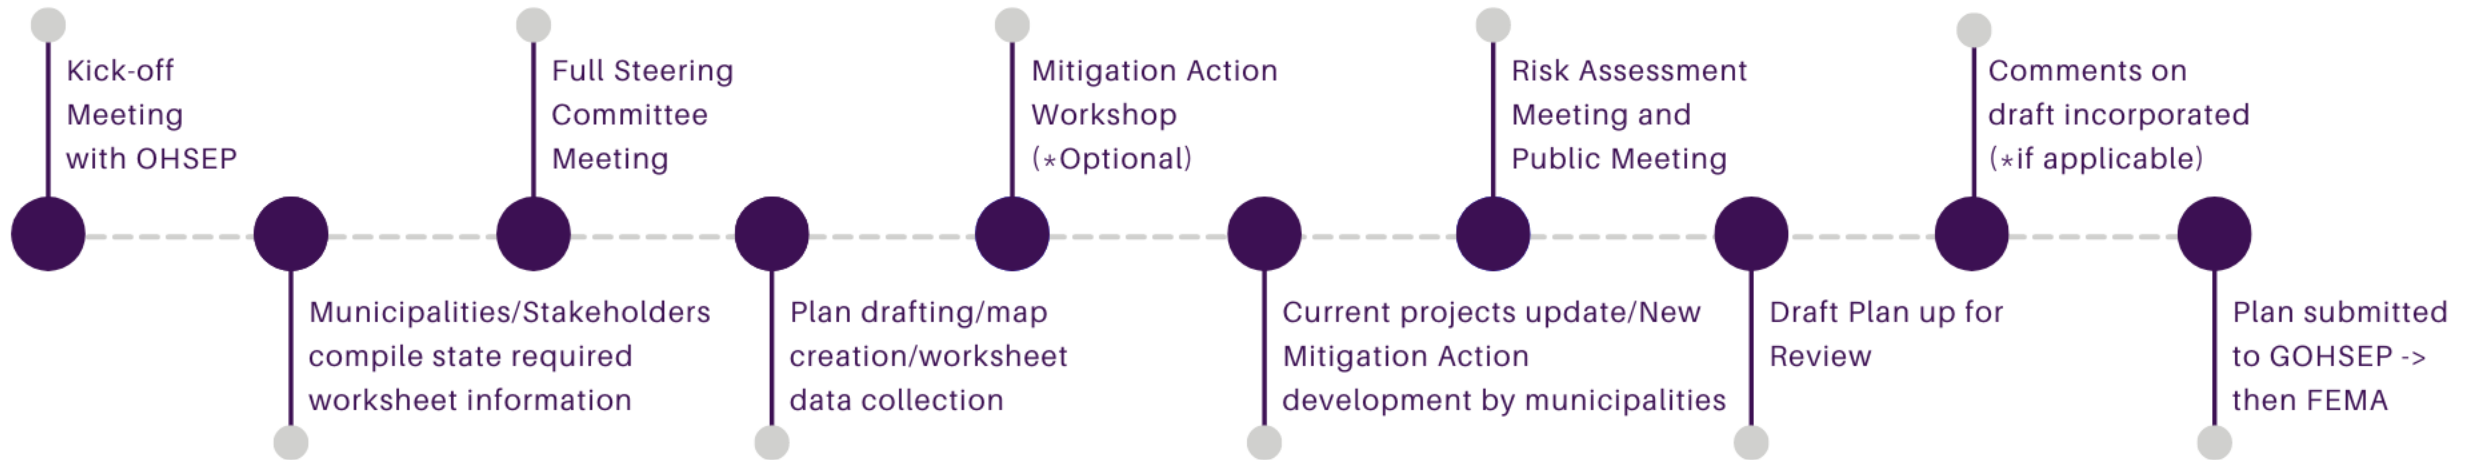 Kick-off
Meeting
with OHSEP
Municipalities/Stakeholders
compile state required
worksheet information
Full Steering
Committee
Meeting
Plan drafting/map
creation/worksheet
data collection
Mitigation Action
Workshop
(*Optional)
Current projects update/New
Mitigation Action
development by municipalities
Risk Assessment
Meeting and
Public Meeting
Draft Plan up for
Review
Comments on
draft incorporated
(*if applicable)
Plan submitted
to GOHSEP ->
then FEMA